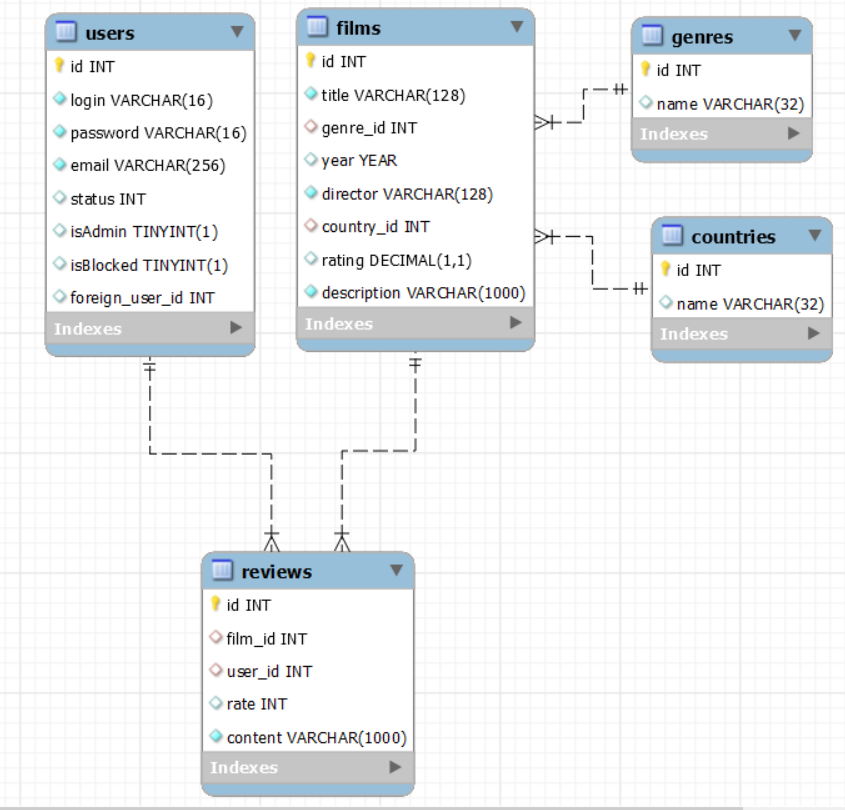 users
id INT
login VARCHAR(16)
password VARCHAR(16)
email VARCHAR(256)
status INT
isAdmin TINYINT(1)
isBlocked TINYINT(1)
foreign_user_id INT
Indexes
films
id INT
title VARCHAR(128)
genre_id INT
year YEAR
director VARCHAR(128)
country_id INT
rating DECIMAL(1,1)
description VARCHAR(1000)
Indexes
genres
id INT
name VARCHAR(32)
Indexes
countries
id INT
name VARCHAR(32)
Indexes
reviews
id INT
film_id INT
user_id INT
rate INT
content VARCHAR(1000)
Indexes